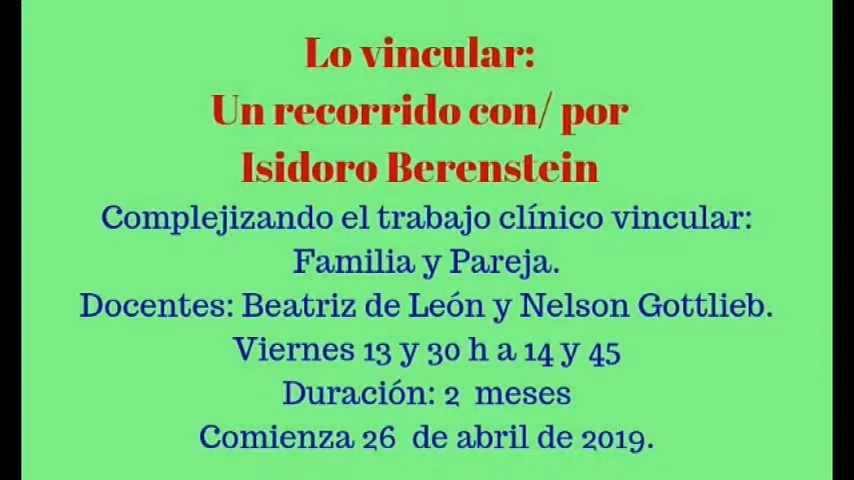 Lo vincular:
Un recorrido con/ por
Isidoro Berenstein
Complejizando el trabajo clínico vincular:
Familia y Pareja.
Docentes: Beatriz de León y Nelson Gottlieb.
Viernes 13 y 30 h a 14 y 45
Duración: 2 meses
Comienza 26 de abril de 2019.